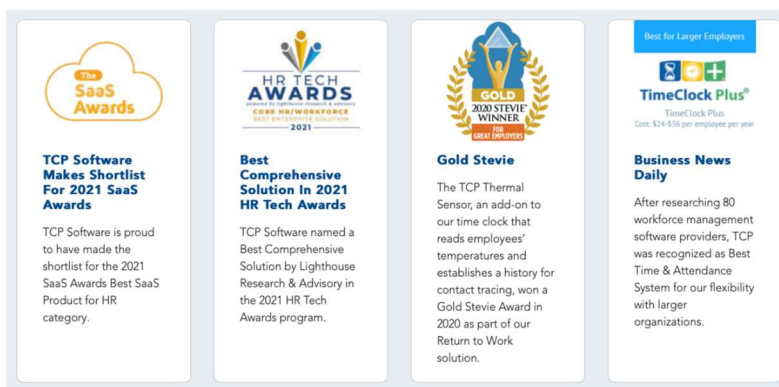 The
SaaS
Awards
TCP Software
Makes Shortlist
For 2021 SaaS
Awards
TCP Software is proud
to have made the
shortlist for the 2021
SaaS Awards Best SaaS
Product for HR
category.
HR TECH
AWARDS
powered by lighthouse research & advisory
CORE HR/WORKFORCE
BEST ENTERPRISE SOLUTION
2021
Best
Comprehensive
Solution In 2021
HR Tech Awards
TCP Software named a
Best Comprehensive
Solution by Lighthouse
Research & Advisory in
the 2021 HR Tech
Awards program.
GOLD
2020 STEVIE®
WINNER
FOR
GREAT EMPLOYERS
Gold Stevie
The TCP Thermal
Sensor, an add-on to
our time clock that
reads employees'
temperatures and
establishes a history for
contact tracing, won a
Gold Stevie Award in
2020 as part of our
Return to Work
solution.
Best for Larger Employers
TimeClock Plus®
TimeClock Plus
Cost: $24-$36 per employee per year
Business News
Daily
After researching 80
workforce management
software providers, TCP
was recognized as Best
Time & Attendance
System for our flexibility
with larger
organizations.